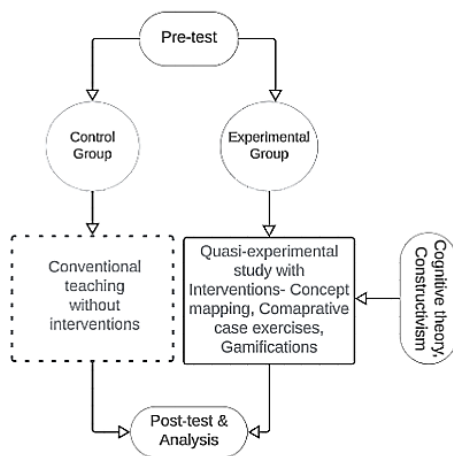 Pre-test
Control
Group
Experimental
Group
Conventional
teaching
without
interventions
Quasi-experimental
study with
Interventions- Concept
mapping, Comaprative
case exercises,
Gamifications
Cognitive theory,
Constructivism
Post-test &
Analysis